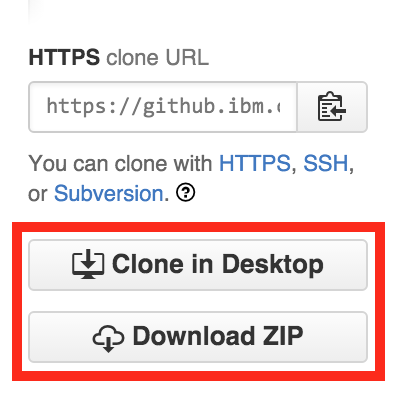 HTTPS clone URL
https://github.ibm.
You can clone with HTTPS, SSH,
or Subversion. ?
Clone in Desktop
Download ZIP